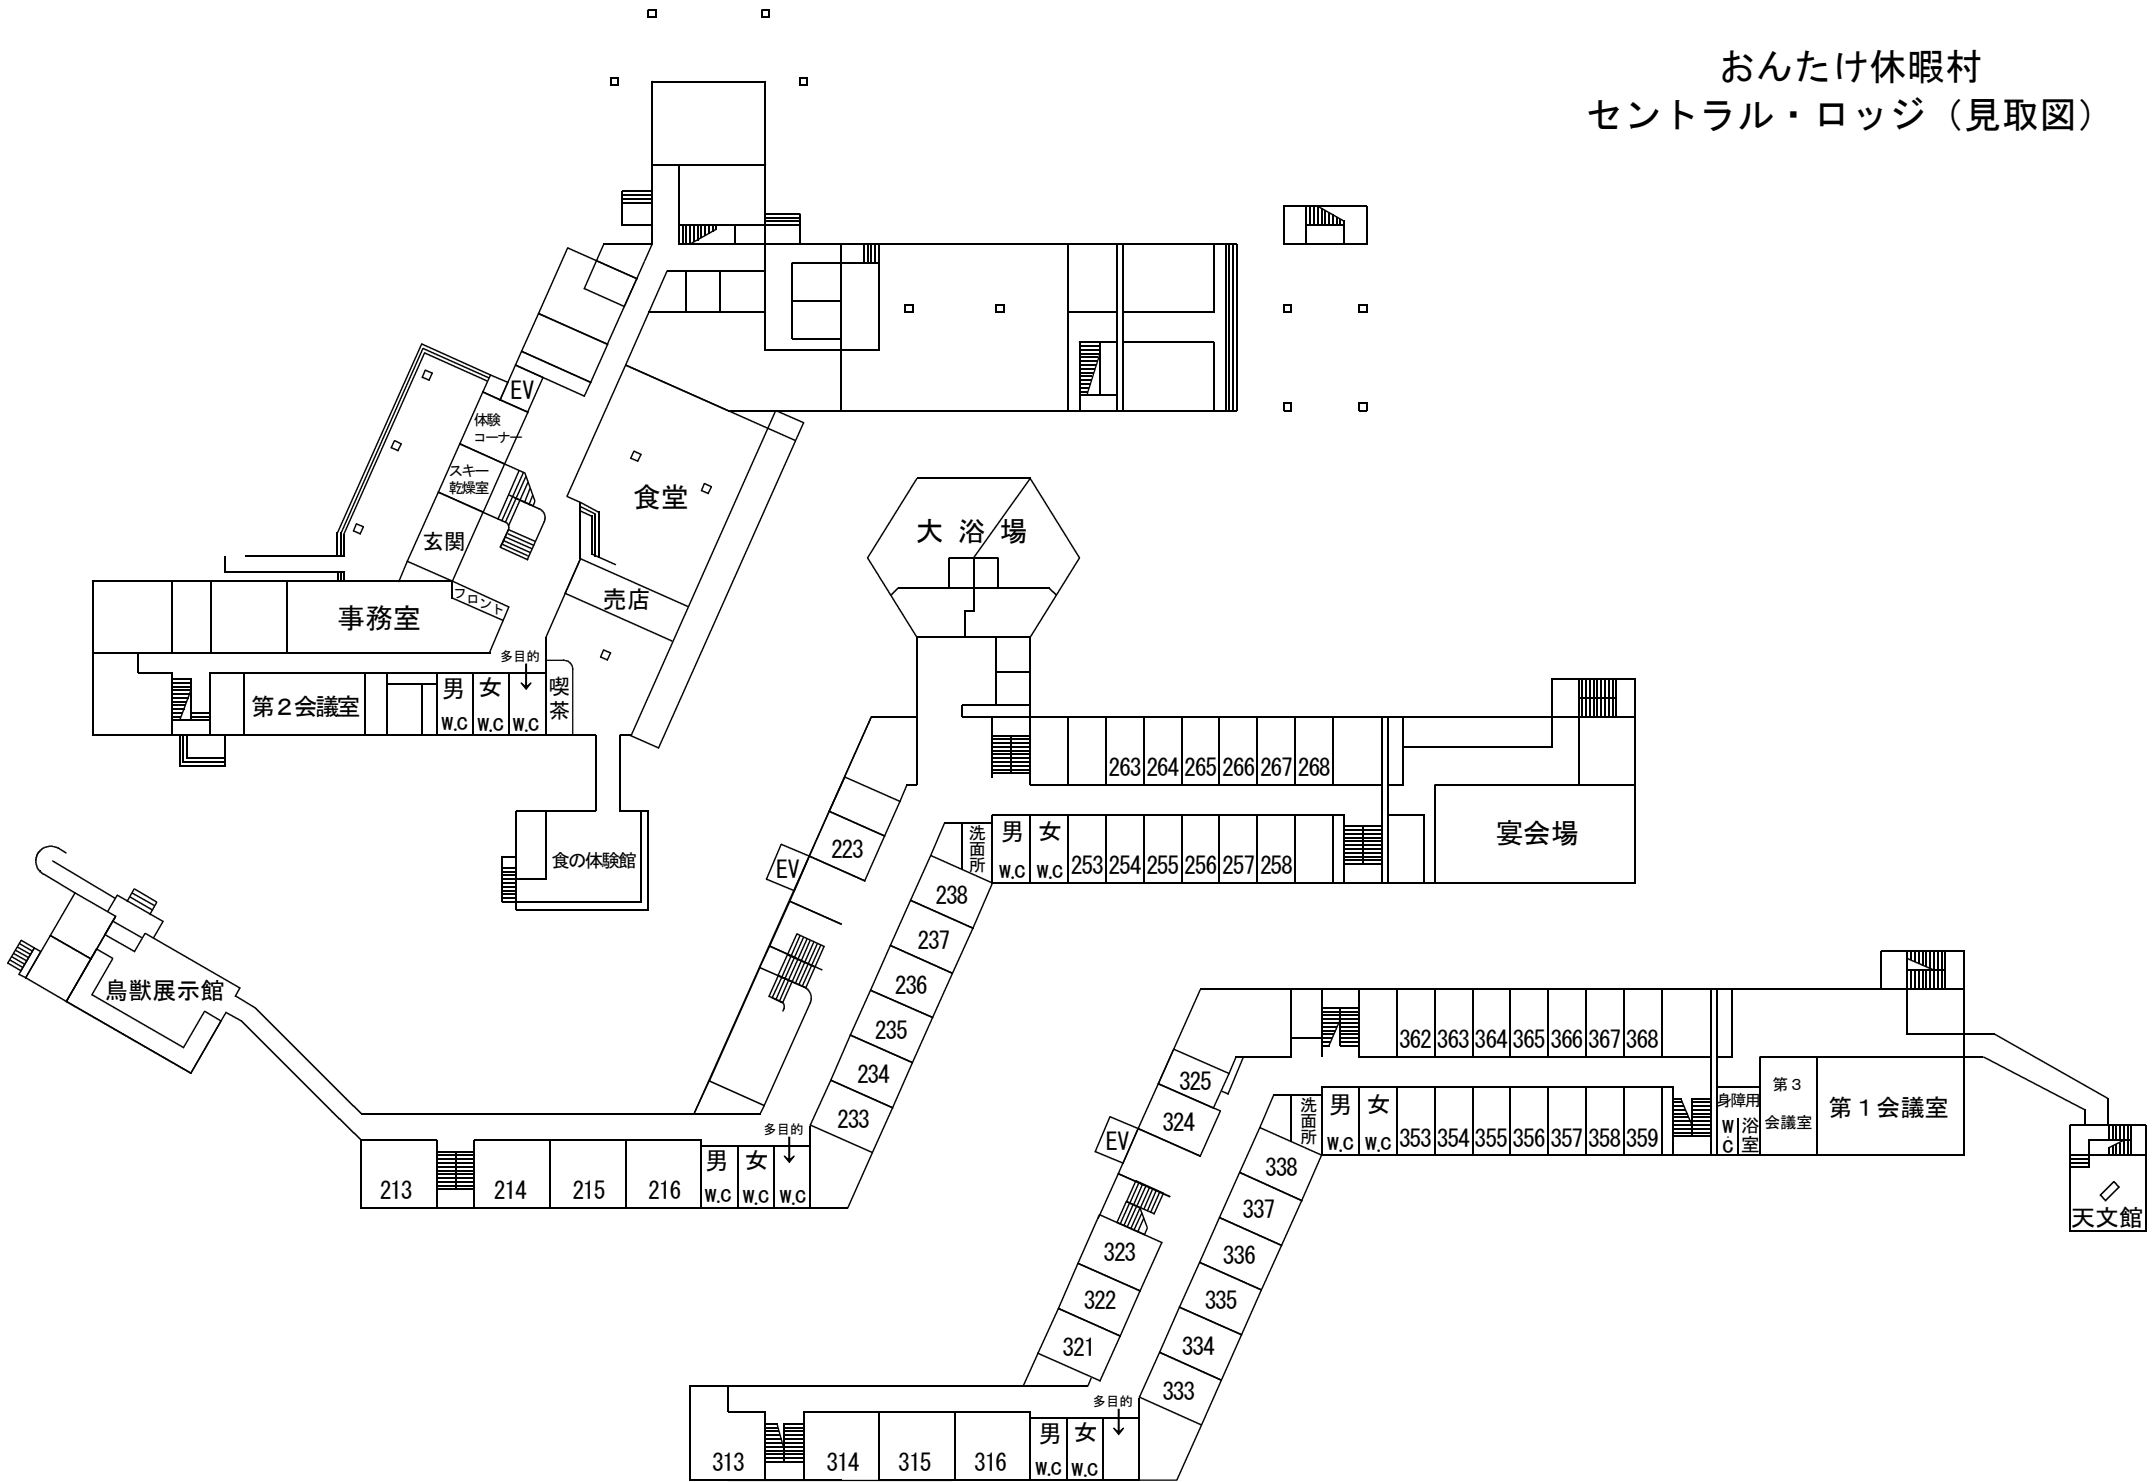 おんたけ休暇村
セントラル・ロッジ（見取図）
EV
体験
コーナー
スキー
乾燥室
玄関
食堂
フロント
売店
事務室
多目的
第２会議室
男
W.C
女
W.C
W.C
喫
茶
食の体験館
大 浴 場
263 264 265 266 267 268
223
EV
洗
面
所
男
W.C
女
W.C
253 254 255 256 257 258
宴会場
238
237
236
235
234
233
鳥獣展示館
多目的
213
214
215
216
男
W.C
女
W.C
W.C
362 363 364 365 366 367 368
325
324
EV
洗
面
所
男
W.C
女
W.C
353 354 355 356 357 358 359
身障用
W.C
浴
室
第３
会議室
第１会議室
338
337
336
335
334
333
323
322
321
天文館
多目的
313
314
315
316
男
W.C
女
W.C